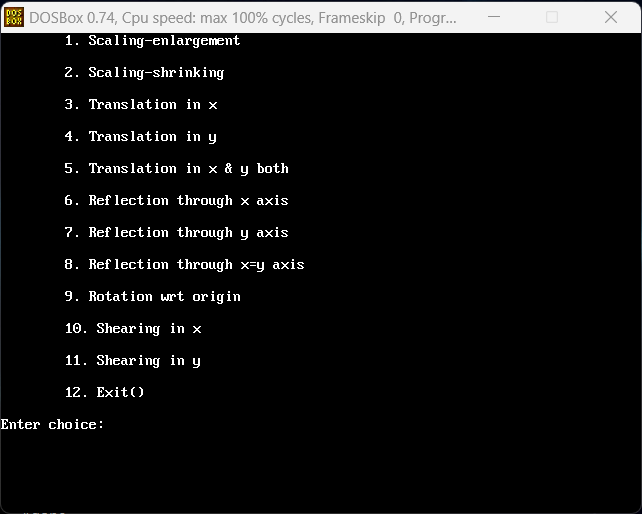 DOS
BOX
DOSBox 0.74, Cpu speed: max 100% cycles, Frameskip 0, Progr...
1. Scaling-enlargement
2. Scaling-shrinking
3. Translation in x
4. Translation in y
5. Translation in x & y both
6. Reflection through x axis
7. Reflection through y axis
8. Reflection through x=y axis
9. Rotation wrt origin
10. Shearing in x
11. Shearing in y
12. Exit()
Enter choice: